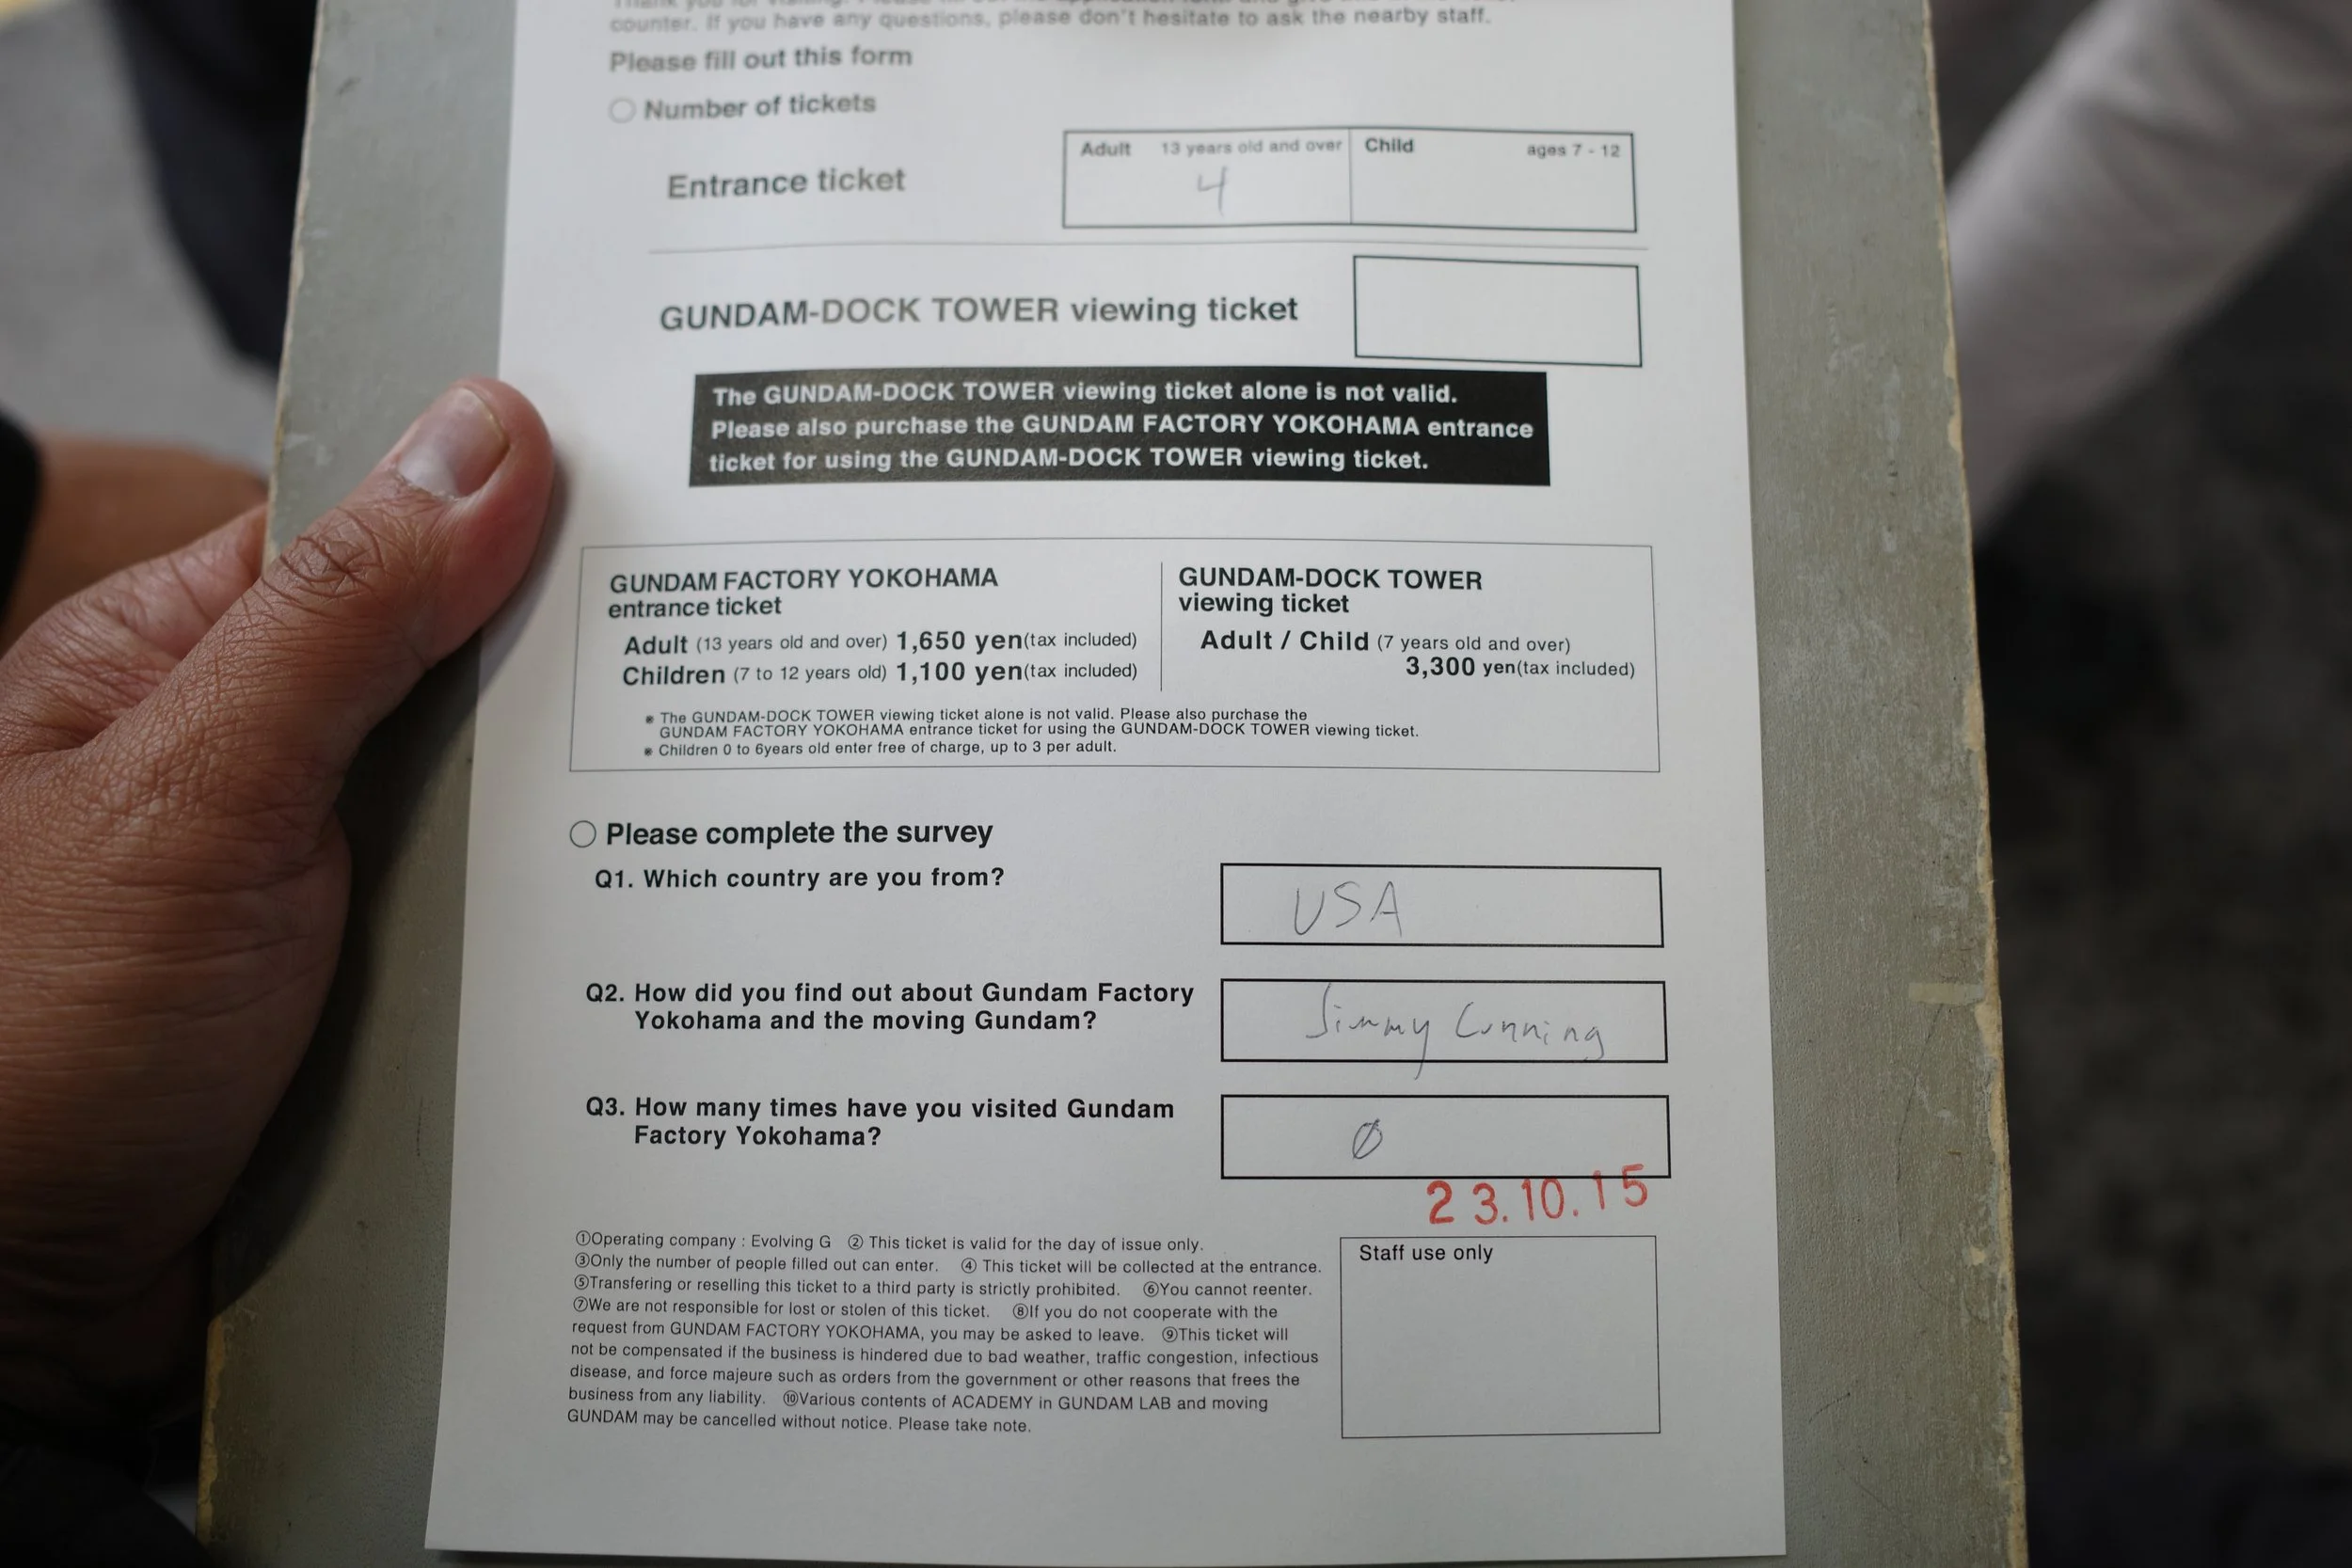 Thank you for visiting. Please fill out the application form and give
counter. If you have any questions, please don't hesitate to ask the nearby staff.
Please fill out this form
○ Number of tickets
Adult 13 years old and over Child ages 7 - 12
Entrance ticket 4
GUNDAM-DOCK TOWER viewing ticket
The GUNDAM-DOCK TOWER viewing ticket alone is not valid.
Please also purchase the GUNDAM FACTORY YOKOHAMA entrance
ticket for using the GUNDAM-DOCK TOWER viewing ticket.
GUNDAM FACTORY YOKOHAMA
entrance ticket
Adult (13 years old and over) 1,650 yen(tax included)
Children (7 to 12 years old) 1,100 yen(tax included)
GUNDAM-DOCK TOWER
viewing ticket
Adult / Child (7 years old and over)
3,300 yen(tax included)
※ The GUNDAM-DOCK TOWER viewing ticket alone is not valid. Please also purchase the
GUNDAM FACTORY YOKOHAMA entrance ticket for using the GUNDAM-DOCK TOWER viewing ticket.
※ Children 0 to 6years old enter free of charge, up to 3 per adult.
○ Please complete the survey
Q1. Which country are you from?
USA
Q2. How did you find out about Gundam Factory
Yokohama and the moving Gundam?
Jimmy Cunning
Q3. How many times have you visited Gundam
Factory Yokohama?
0
23.10.15
①Operating company : Evolving G ② This ticket is valid for the day of issue only.
③Only the number of people filled out can enter. ④ This ticket will be collected at the entrance.
⑤Transfering or reselling this ticket to a third party is strictly prohibited. ⑥You cannot reenter.
⑦We are not responsible for lost or stolen of this ticket. ⑧If you do not cooperate with the
request from GUNDAM FACTORY YOKOHAMA, you may be asked to leave. ⑨This ticket will
not be compensated if the business is hindered due to bad weather, traffic congestion, infectious
disease, and force majeure such as orders from the government or other reasons that frees the
business from any liability. ⑩Various contents of ACADEMY in GUNDAM LAB and moving
GUNDAM may be cancelled without notice. Please take note.
Staff use only